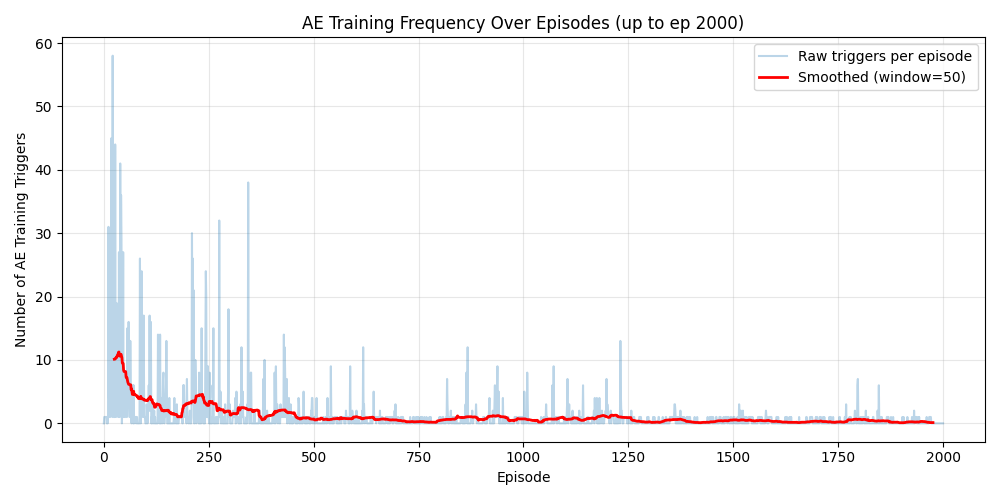 AE Training Frequency Over Episodes (up to ep 2000)
Raw triggers per episode
Smoothed (window=50)
Number of AE Training Triggers
60
50
40
30
20
10
0
0 250 500 750 1000 1250 1500 1750 2000
Episode